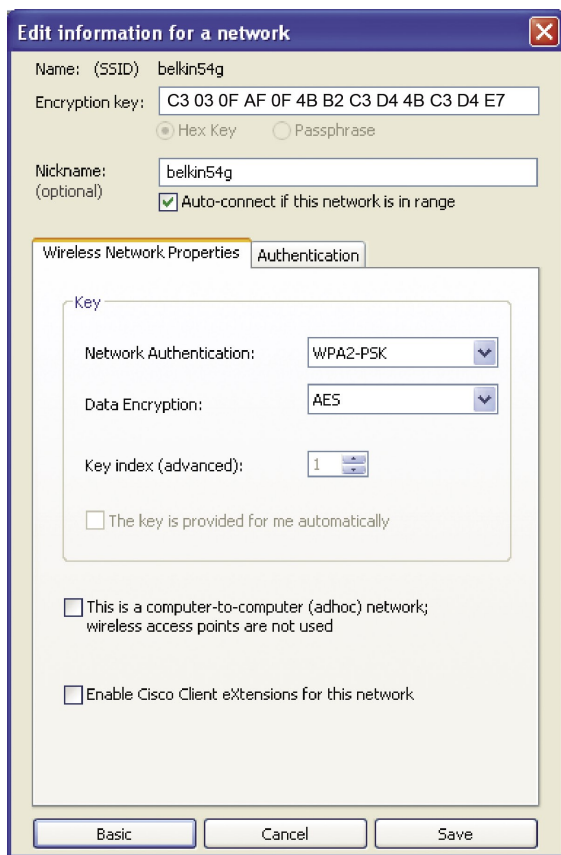 Edit information for a network
Name: (SSID) belkin54g
Encryption key: C3 03 0F AF 0F 4B B2 C3 D4 4B C3 D4 E7
Hex Key Passphrase
Nickname: belkin54g
(optional)
Auto-connect if this network is in range
Wireless Network Properties Authentication
Key
Network Authentication: WPA2-PSK
Data Encryption: AES
Key index (advanced): 1
The key is provided for me automatically
This is a computer-to-computer (adhoc) network;
wireless access points are not used
Enable Cisco Client eXtensions for this network
Basic Cancel Save